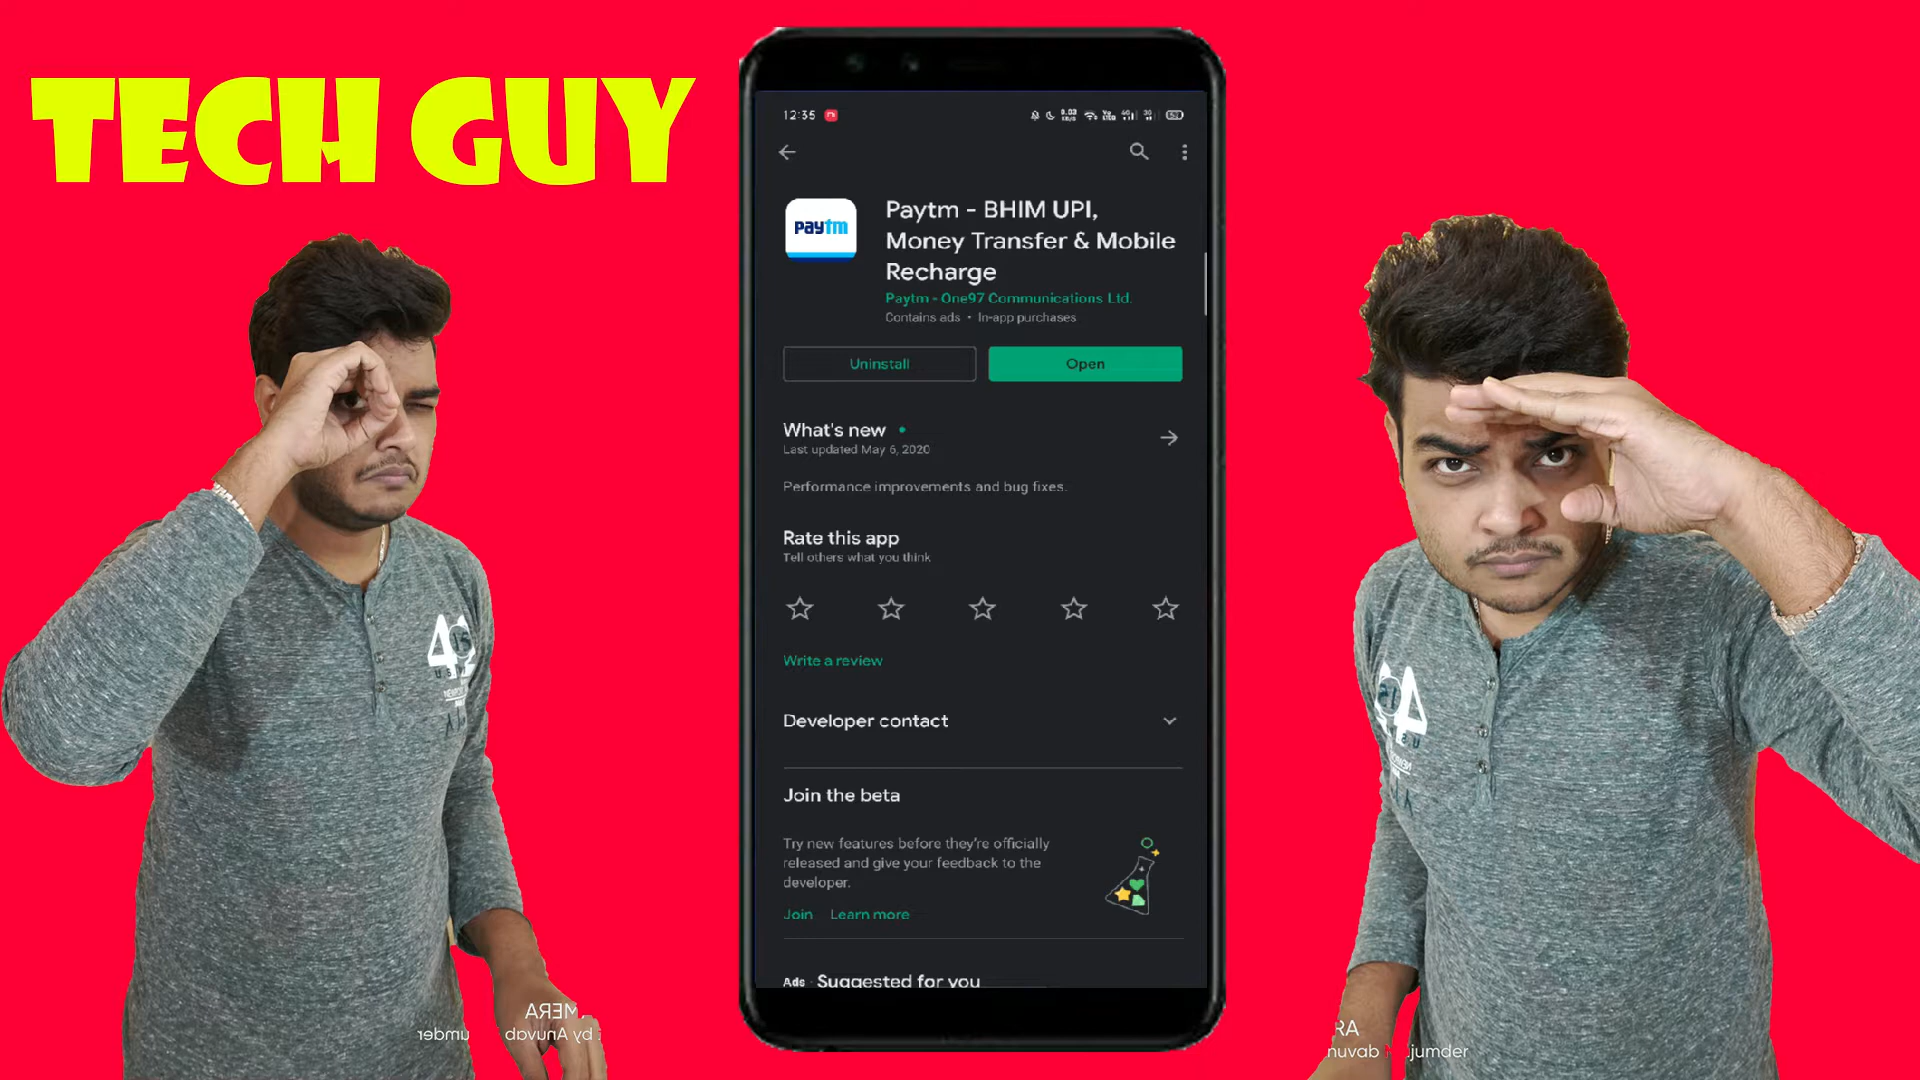 TECH GUY
12:35
paytm
Paytm - BHIM UPI,
Money Transfer & Mobile
Recharge
Paytm - One97 Communications Ltd.
Contains ads • In-app purchases
Uninstall
Open
What's new
Last updated May 6, 2020
Performance improvements and bug fixes.
Rate this app
Tell others what you think
Write a review
Developer contact
Join the beta
Try new features before they're officially
released and give your feedback to the
developer.
Join
Learn more
Ads · Suggested for you